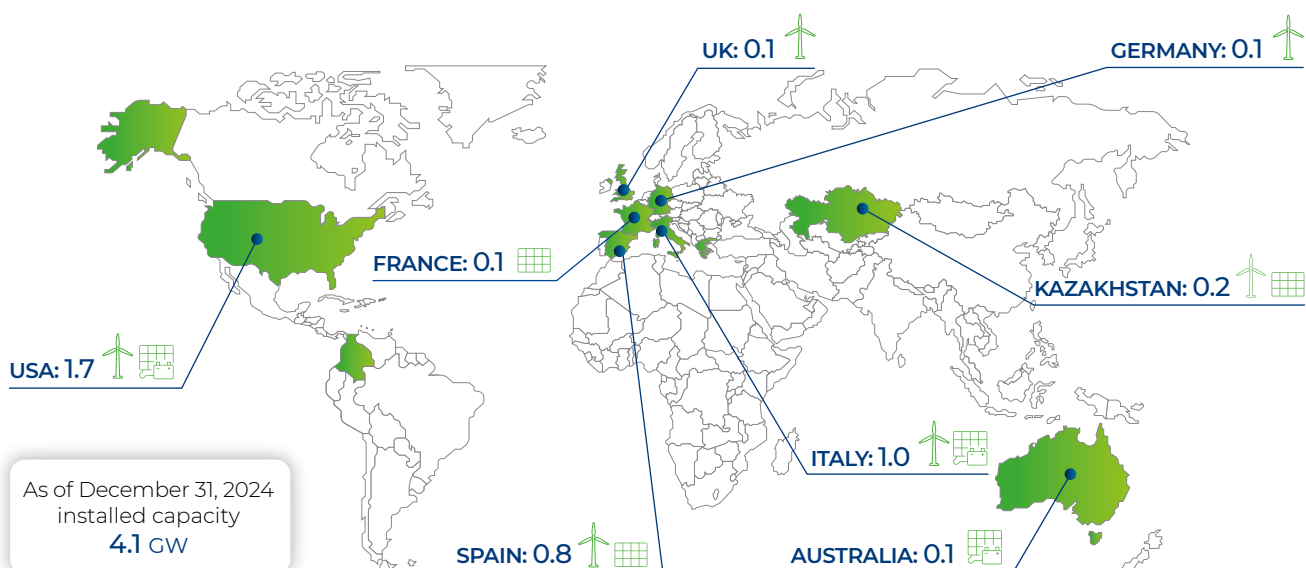 UK: 0.1
GERMANY: 0.1
FRANCE: 0.1
KAZAKHSTAN: 0.2
USA: 1.7
ITALY: 1.0
As of December 31, 2024
installed capacity
4.1 GW
SPAIN: 0.8
AUSTRALIA: 0.1